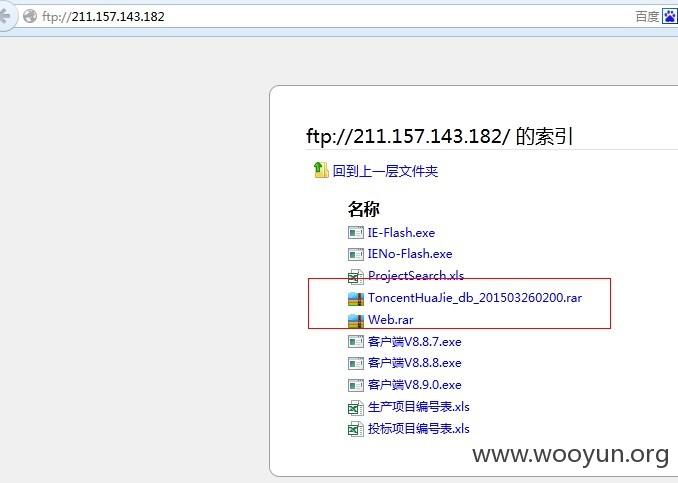 ftp://211.157.143.182
百度
ftp://211.157.143.182/ 的索引
回到上一层文件夹
名称
IE-Flash.exe
IENo-Flash.exe
ProjectSearch.xls
ToncentHuaJie_db_201503260200.rar
Web.rar
客户端V8.8.7.exe
客户端V8.8.8.exe
客户端V8.9.0.exe
生产项目编号表.xls
投标项目编号表.xls
www.wooyun.org